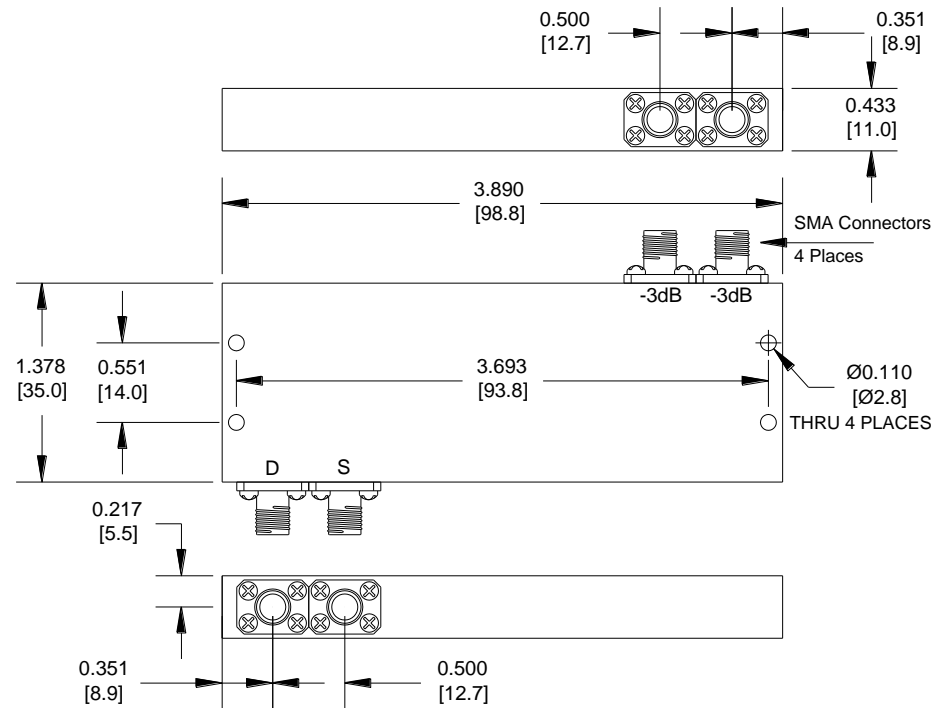 0.500
[12.7]
0.351
[8.9]
0.433
[11.0]
3.890
[98.8]
SMA Connectors
4 Places
-3dB
-3dB
1.378
[35.0]
0.551
[14.0]
3.693
[93.8]
Ø0.110
[Ø2.8]
THRU 4 PLACES
D
S
0.217
[5.5]
0.351
[8.9]
0.500
[12.7]